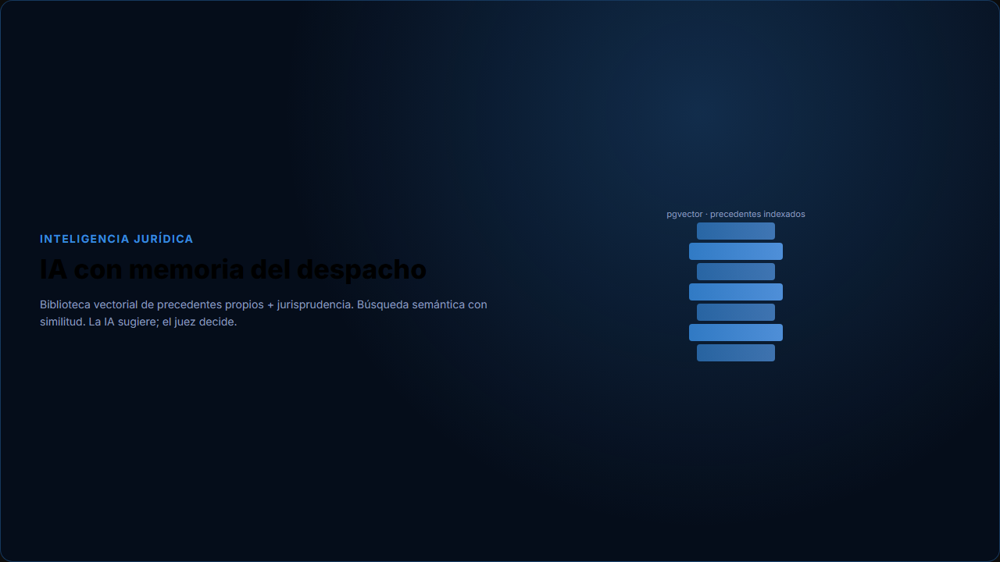 INTELIGENCIA JURÍDICA
IA con memoria del despacho
Biblioteca vectorial de precedentes propios + jurisprudencia. Búsqueda semántica con
similitud. La IA sugiere; el juez decide.
pgvector · precedentes indexados